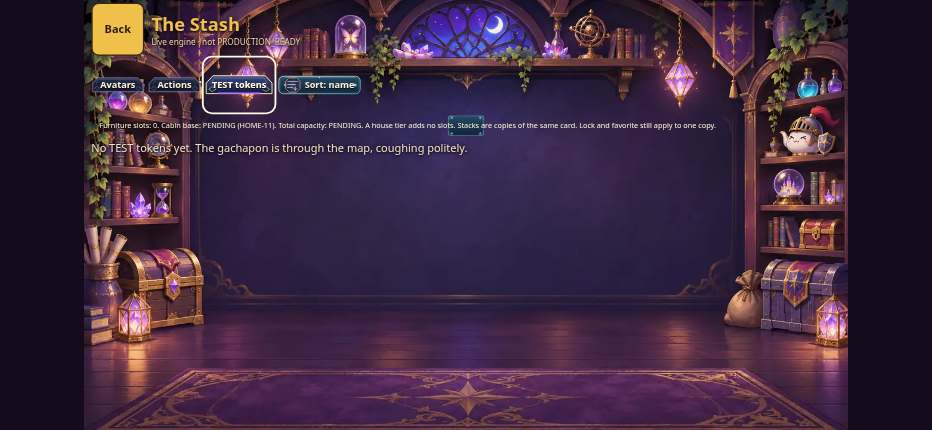 Back
The Stash
Live engine · not PRODUCTION_READY
Avatars
Actions
TEST tokens
Sort: name
Furniture slots: 0. Cabin base: PENDING (HOME-11). Total capacity: PENDING. A house tier adds no slots. Stacks are copies of the same card. Lock and favorite still apply to one copy.
No TEST tokens yet. The gachapon is through the map, coughing politely.